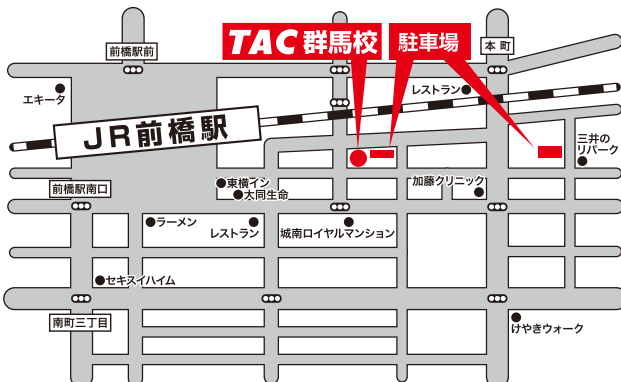 前橋駅前
TAC 群馬校
駐車場
本町
エキータ
レストラン
JR前橋駅
三井の
リパーク
前橋駅南口
東横イン
大同生命
加藤クリニック
ラーメン
レストラン
城南ロイヤルマンション
セキスイハイム
南町三丁目
けやきウォーク